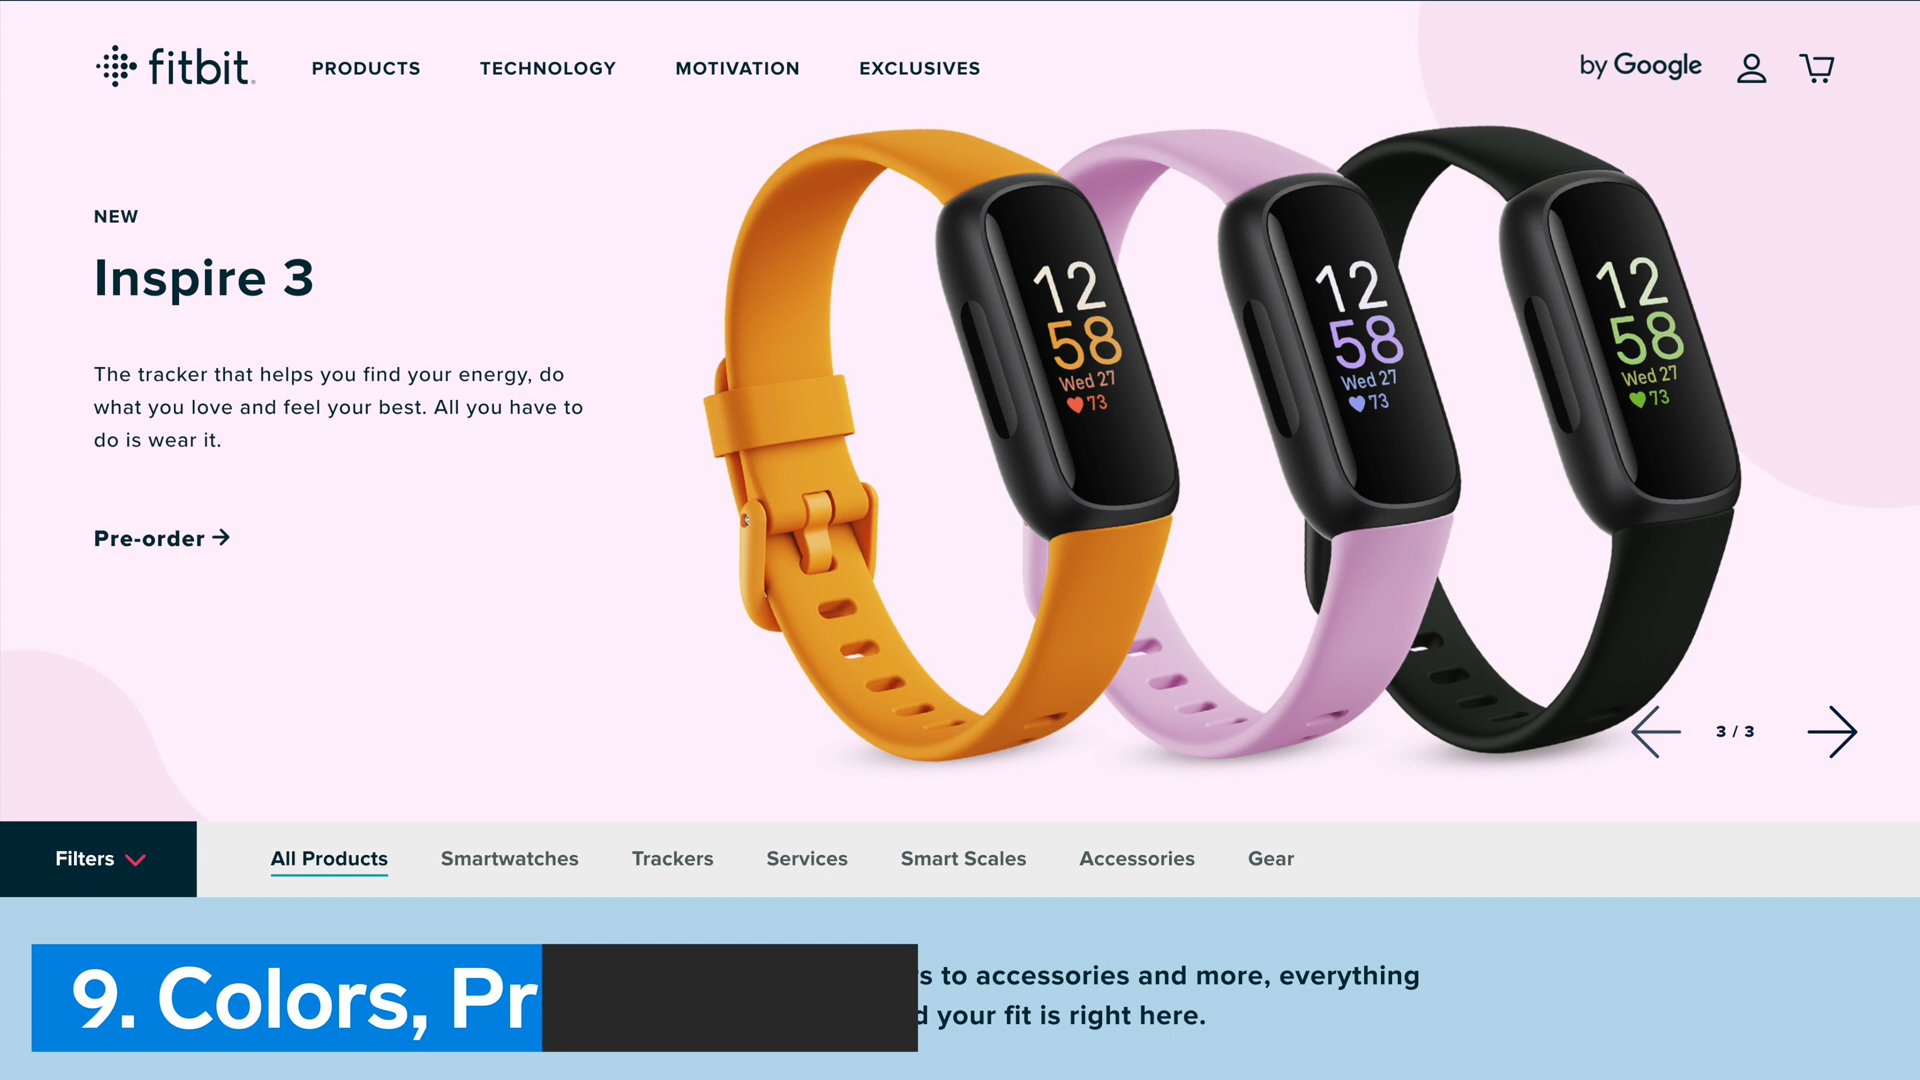 fitbit
PRODUCTS
TECHNOLOGY
MOTIVATION
EXCLUSIVES
by Google
NEW
Inspire 3
The tracker that helps you find your energy, do
what you love and feel your best. All you have to
do is wear it.
Pre-order
12
58
Wed 27
73
12
58
Wed 27
73
12
58
Wed 27
73
3 / 3
Filters
All Products
Smartwatches
Trackers
Services
Smart Scales
Accessories
Gear
to accessories and more, everything
your fit is right here.
9. Colors, Pr